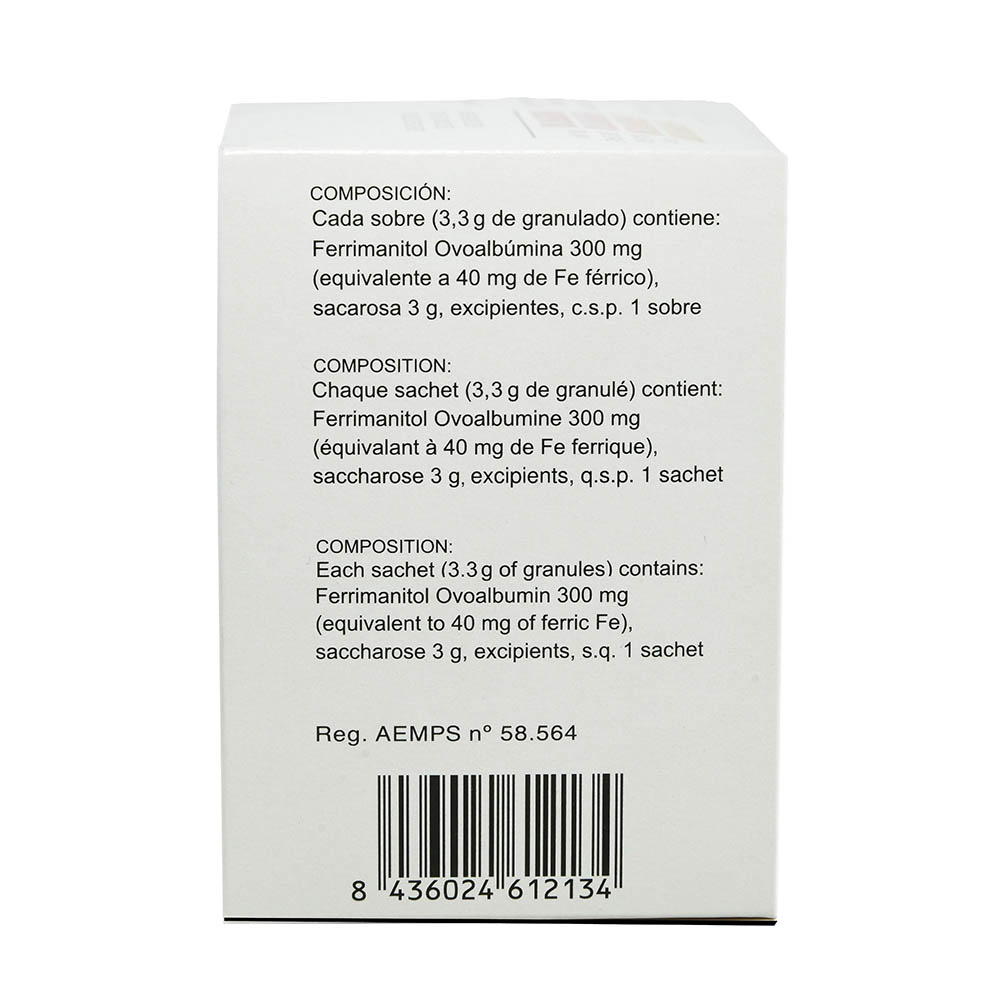 COMPOSICIÓN:
Cada sobre (3,3 g de granulado) contiene:
Ferrimanitol Ovoalbúmina 300 mg
(equivalente a 40 mg de Fe férrico),
sacarosa 3 g, excipientes, c.s.p. 1 sobre
COMPOSITION:
Chaque sachet (3,3 g de granulé) contient:
Ferrimanitol Ovoalbumine 300 mg
(équivalant à 40 mg de Fe ferrique),
saccharose 3 g, excipients, q.s.p. 1 sachet
COMPOSITION:
Each sachet (3.3 g of granules) contains:
Ferrimanitol Ovoalbumin 300 mg
(equivalent to 40 mg of ferric Fe),
saccharose 3 g, excipients, s.q. 1 sachet
Reg. AEMPS nº 58.564
8 436024 612134